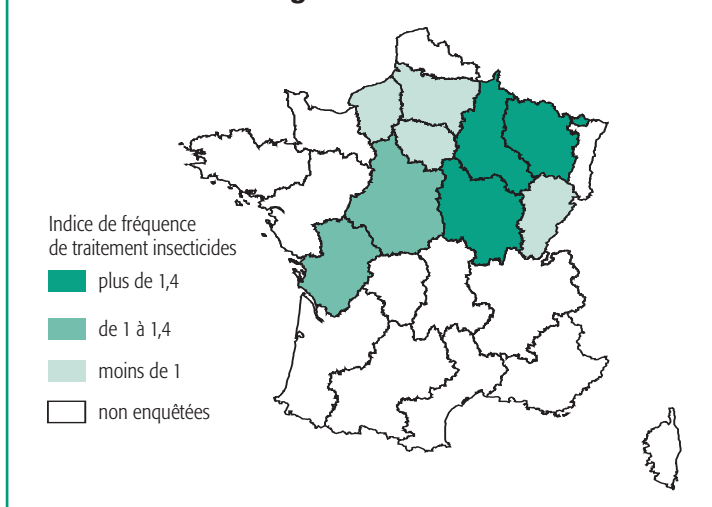 Indice de fréquence
de traitement insecticides
plus de 1,4
de 1 à 1,4
moins de 1
non enquêtées